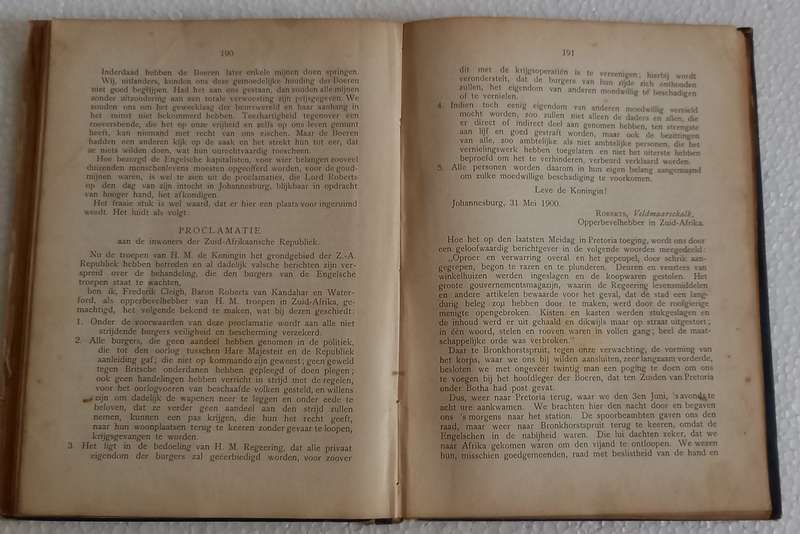 190
Inderdaad hebben de Boeren later enkele mijnen doen springen.
Wij, uitlanders, konden ons deze gemoedelijke houding der Boeren
niet goed begrijpen. Had het aan ons gestaan, dan zouden alle mijnen
zonder uitzondering aan een totale verwoesting zijn prijsgegeven. We
zouden ons om het geweeklag der beurswereld en haar aanhang in
het minst niet bekommerd hebben. Teerhartigheid tegenover een
rooversbende, die het op onze vrijheid en zelfs op ons leven gemunt
heeft, kan niemand met recht van ons eischen. Maar de Boeren
hadden een anderen kijk op de zaak en het strekt hun tot eer, dat
ze niets wilden doen, wat hun onrechtvaardig toescheen.
Hoe bezorgd de Engelsche kapitalisten, voor wier belangen zooveel
duizenden menschenlevens moesten opgeofferd worden, voor de goud-
mijnen waren, is wel te zien uit de proclamaties, die Lord Roberts
op den dag van zijn intocht in Johannesburg, blijkbaar in opdracht
van hooger hand, liet afkondigen.
Het fraaie stuk is wel waard, dat er hier een plaats voor ingeruimd
wordt. Het luidt als volgt:
PROCLAMATIE
aan de inwoners der Zuid-Afrikaansche Republiek.
Nu de troepen van H. M. de Koningin het grondgebied der Z.-A.
Republiek hebben betreden en al dadelijk valsche berichten zijn ver-
spreid over de behandeling, die den burgers van de Engelsche
troepen staat te wachten,
ben ik, Frederik Sleigh, Baron Roberts van Kandahar en Water-
ford, als opperbevelhebber van H. M. troepen in Zuid-Afrika, ge-
machtigd, het volgende bekend te maken, wat bij dezen geschiedt:
1. Onder de voorwaarden van deze proclamatie wordt aan alle niet
strijdende burgers veiligheid en bescherming verzekerd.
2. Alle burgers, die geen aandeel hebben genomen in de politiek,
die tot den oorlog tusschen Hare Majesteit en de Republiek
aanleiding gaf; die niet op kommando zijn geweest; geen geweld
tegen Britsche onderdanen hebben gepleegd of doen plegen;
ook geen handelingen hebben verricht in strijd met de regelen,
voor het oorlogvoeren van beschaafde volken gesteld, en willens
zijn om dadelijk de wapenen neer te leggen en onder eede te
beloven, dat ze verder geen aandeel aan den strijd zullen
nemen, kunnen een pas krijgen, die hun het recht geeft,
naar hun woonplaatsen terug te keeren zonder gevaar te loopen,
krijgsgevangen te worden.
3. Het ligt in de bedoeling van H. M. Regeering, dat alle privaat
eigendom der burgers zal geëerbiedigd worden, voor zoover
191
dit met de krijgsoperatiën is te vereenigen; hierbij wordt
verondersteld, dat de burgers van hun zijde zich onthouden
zullen, het eigendom van anderen moedwillig te beschadigen
of te vernielen.
4. Indien toch eenig eigendom van anderen moedwillig vernield
mocht worden, zoo zullen niet alleen de daders en allen, die
er direct of indirect deel aan genomen hebben, ten strengste
aan lijf en goed gestraft worden, maar ook de bezittingen
van alle, zoo ambtelijke als niet ambtelijke personen, die het
vernielingswerk hebben toegelaten en niet het uiterste hebben
beproefd om het te verhinderen, verbeurd verklaard worden.
5. Alle personen worden daarom in hun eigen belang aangemaand
om zulke moedwillige beschadiging te voorkomen.
Leve de Koningin!
Johannesburg, 31 Mei 1900.
Roberts, Veldmaarschalk,
Opperbevelhebber in Zuid-Afrika.
Hoe het op den laatsten Meidag in Pretoria toeging, wordt ons door
een geloofwaardig berichtgever in de volgende woorden meegedeeld:
„Oproer en verwarring overal en het gepeupel, door schrik aan-
gegrepen, begon te razen en te plunderen. Deuren en vensters van
winkelhuizen werden ingeslagen en de koopwaren gestolen. Het
groote gouvernementsmagazijn, waarin de Regeering levensmiddelen
en andere artikelen bewaarde voor het geval, dat de stad een lang-
durig beleg zou hebben door te maken, werd door de roofgierige
menigte opengebroken. Kisten en kasten werden stukgeslagen en
de inhoud werd er uit gehaald en dikwijls maar op straat uitgestort;
in één woord, stelen en rooven waren in vollen gang; heel de maat-
schappelijke orde was verbroken."
Daar te Bronkhorstspruit, tegen onze verwachting, de vorming van
het korps, waar we ons bij wilden aansluiten, zeer langzaam vorderde,
besloten we met ongeveer twintig man een poging te doen om ons
te voegen bij het hoofdleger der Boeren, dat ten Zuiden van Pretoria
onder Botha had post gevat.
Dus, weer naar Pretoria terug, waar we den 3en Juni, 's avonds te
acht ure aankwamen. We brachten hier den nacht door en begaven
ons 's morgens naar het station. De spoorbeambten gaven ons den
raad, maar weer naar Bronkhorstspruit terug te keeren, omdat de
Engelschen in de nabijheid waren. Die lui dachten zeker, dat we
naar Afrika gekomen waren om den vijand te ontloopen. We wezen
hun, misschien goedgemeenden, raad met beslistheid van de hand en